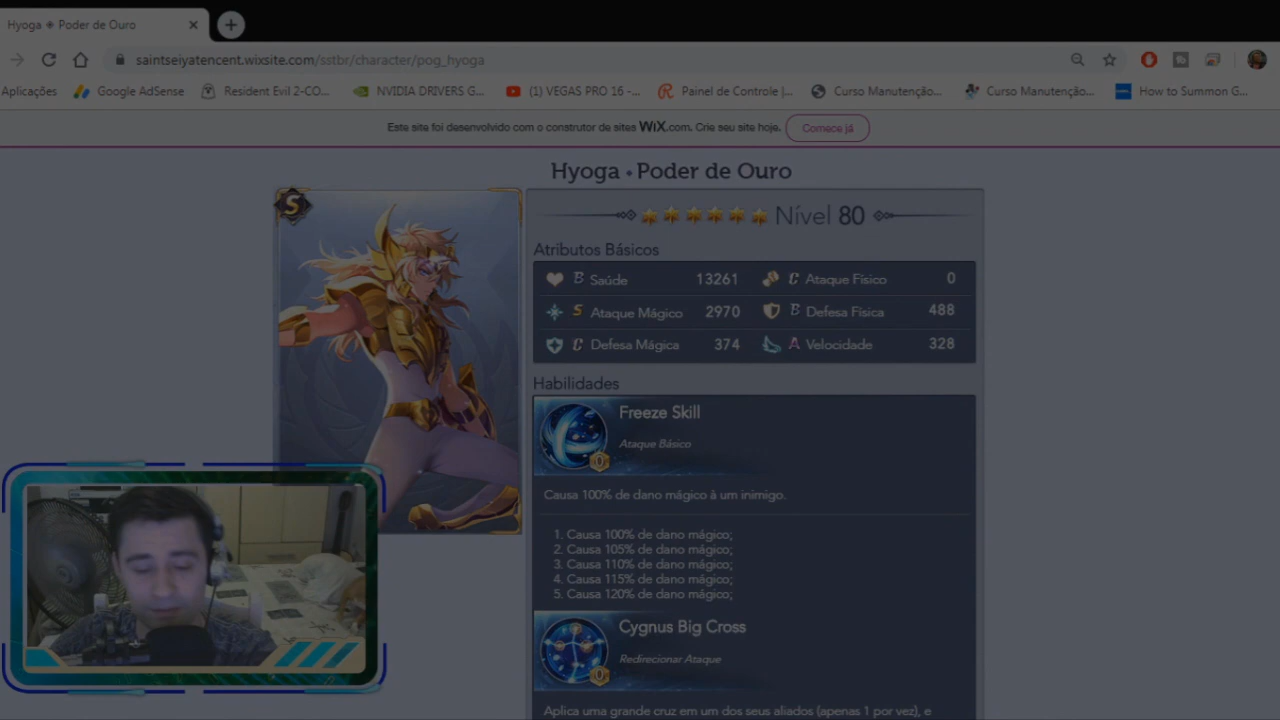 Hyoga ⁕ Poder de Ouro
saintseiyatencent.wixsite.com/sstbr/character/pog_hyoga
Aplicações
Google AdSense
Resident Evil 2-CO...
NVIDIA DRIVERS G...
(1) VEGAS PRO 16 -...
Painel de Controle |...
Curso Manutenção...
Curso Manutenção...
How to Summon G...
Este site foi desenvolvido com o construtor de sites WiX.com. Crie seu site hoje.
Comece já
Hyoga • Poder de Ouro
S
Nível 80
Atributos Básicos
B Saúde 13261
C Ataque Físico 0
S Ataque Mágico 2970
B Defesa Física 488
C Defesa Mágica 374
A Velocidade 328
Habilidades
Freeze Skill
Ataque Básico
0
Causa 100% de dano mágico à um inimigo.
1. Causa 100% de dano mágico;
2. Causa 105% de dano mágico;
3. Causa 110% de dano mágico;
4. Causa 115% de dano mágico;
5. Causa 120% de dano mágico;
Cygnus Big Cross
Redirecionar Ataque
0
Aplica uma grande cruz em um dos seus aliados (apenas 1 por vez), e